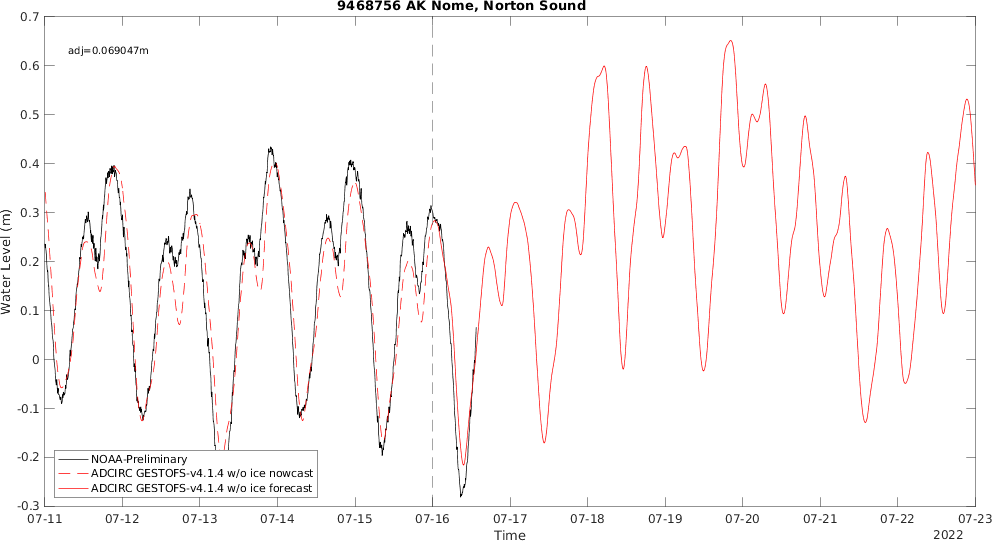 9468756 AK Nome, Norton Sound
adj=0.069047m
0.7
0.6
0.5
0.4
0.3
0.2
0.1
0
-0.1
-0.2
-0.3
Water Level (m)
NOAA-Preliminary
ADCIRC GESTOFS-v4.1.4 w/o ice nowcast
ADCIRC GESTOFS-v4.1.4 w/o ice forecast
07-11 07-12 07-13 07-14 07-15 07-16 07-17 07-18 07-19 07-20 07-21 07-22 07-23
Time
2022